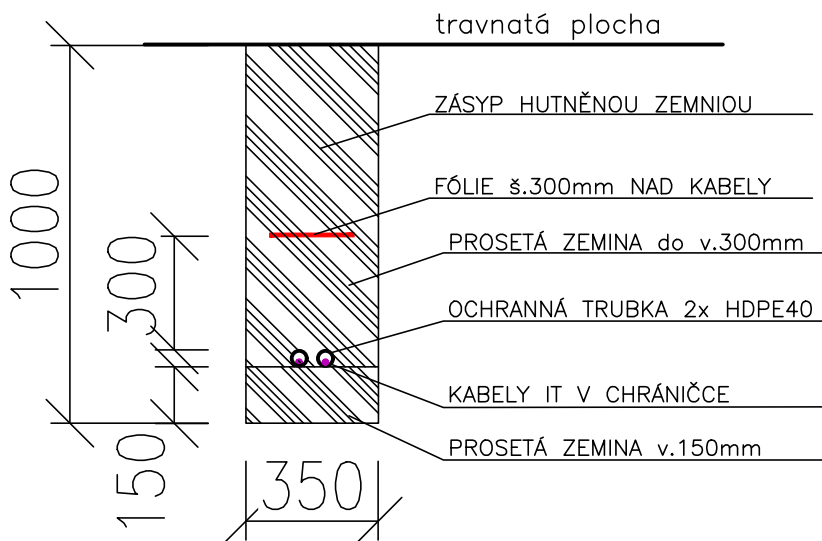 travnatá plocha
ZÁSYP HUTNĚNOU ZEMNIOU
FÓLIE š.300mm NAD KABELY
PROSETÁ ZEMINA do v.300mm
OCHRANNÁ TRUBKA 2x HDPE40
KABELY IT V CHRÁNIČCE
PROSETÁ ZEMINA v.150mm
1000
300
150
350